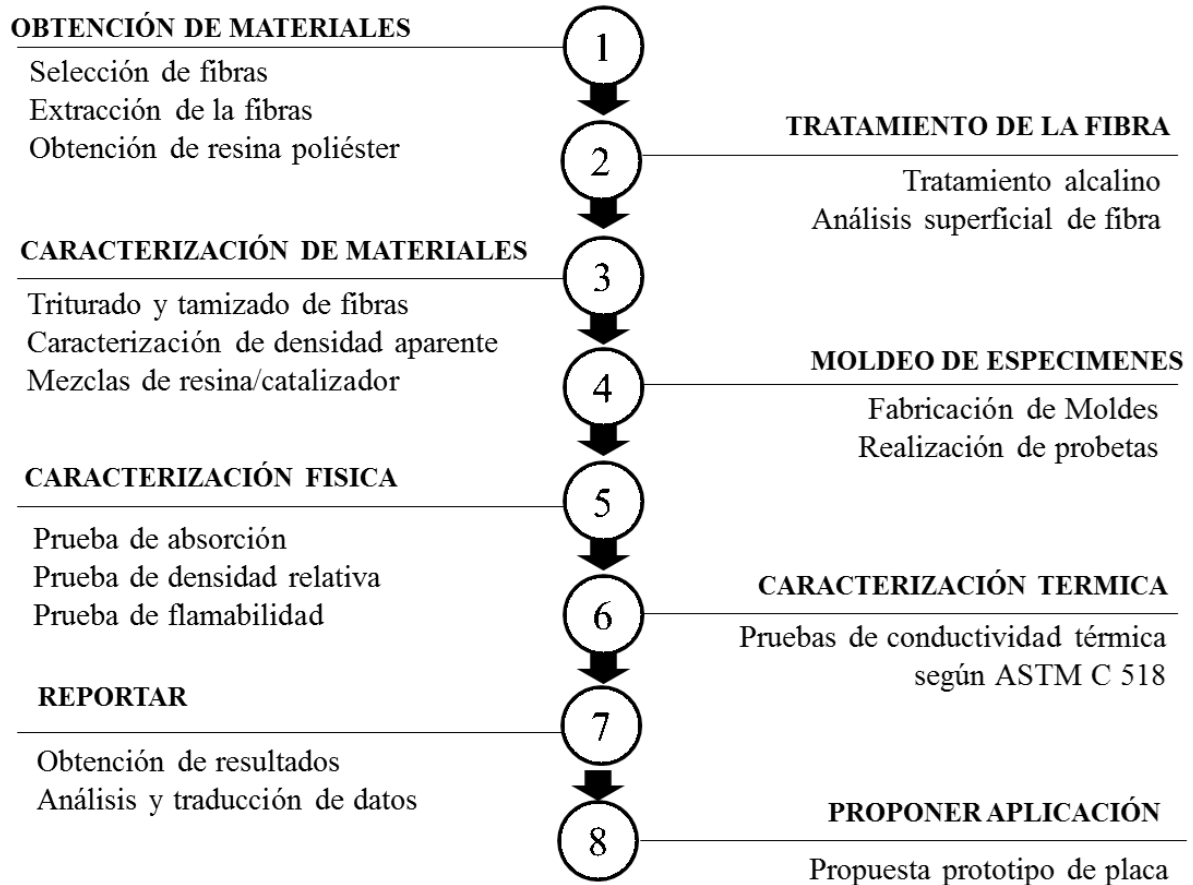 OBTENCIÓN DE MATERIALES
1
Selección de fibras
Extracción de la fibras
Obtención de resina poliéster
TRATAMIENTO DE LA FIBRA
2
Tratamiento alcalino
Análisis superficial de fibra
CARACTERIZACIÓN DE MATERIALES
3
Triturado y tamizado de fibras
Caracterización de densidad aparente
Mezclas de resina/catalizador
MOLDEO DE ESPECIMENES
4
Fabricación de Moldes
Realización de probetas
CARACTERIZACIÓN FISICA
5
Prueba de absorción
Prueba de densidad relativa
Prueba de flamabilidad
CARACTERIZACIÓN TERMICA
6
Pruebas de conductividad térmica
según ASTM C 518
REPORTAR
7
Obtención de resultados
Análisis y traducción de datos
PROPONER APLICACIÓN
8
Propuesta prototipo de placa